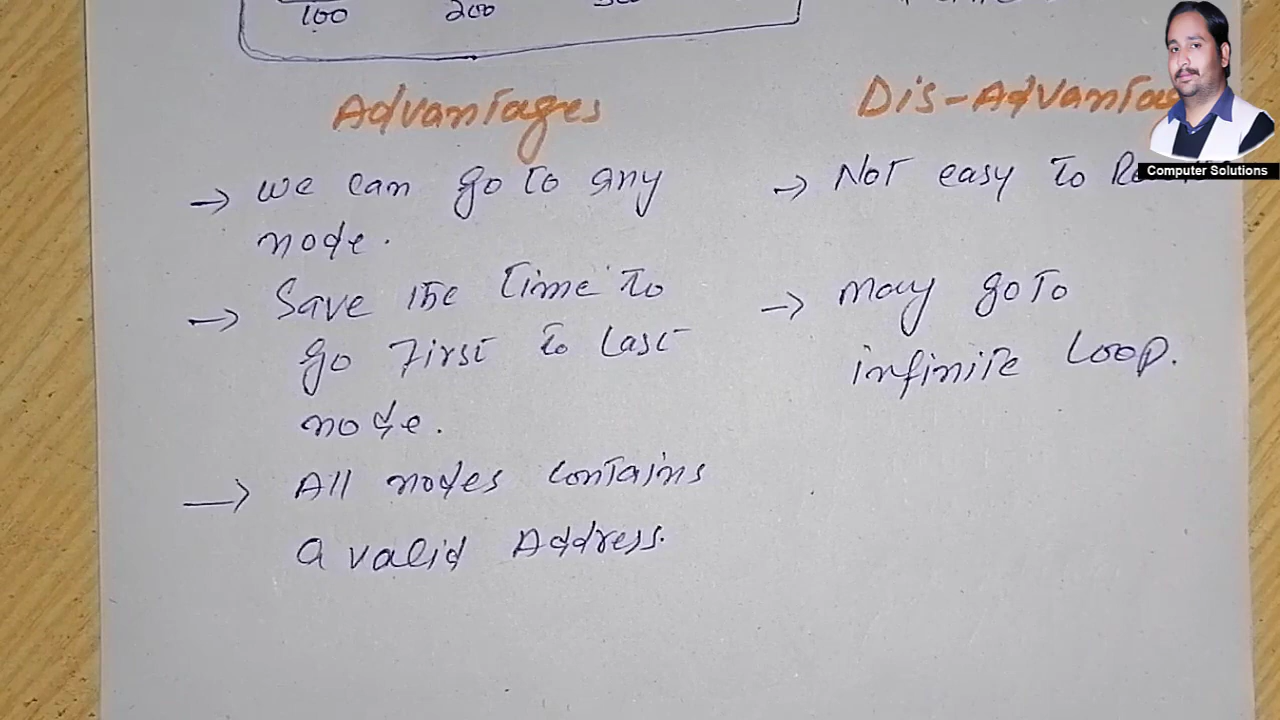 100 200
Advantages
→ we can go to any
node.
→ Save the time to
go First to Last
node.
→ All nodes contains
a valid Address.
Dis-Advantag
→ Not easy to
→ may go to
infinite Loop.
Computer Solutions